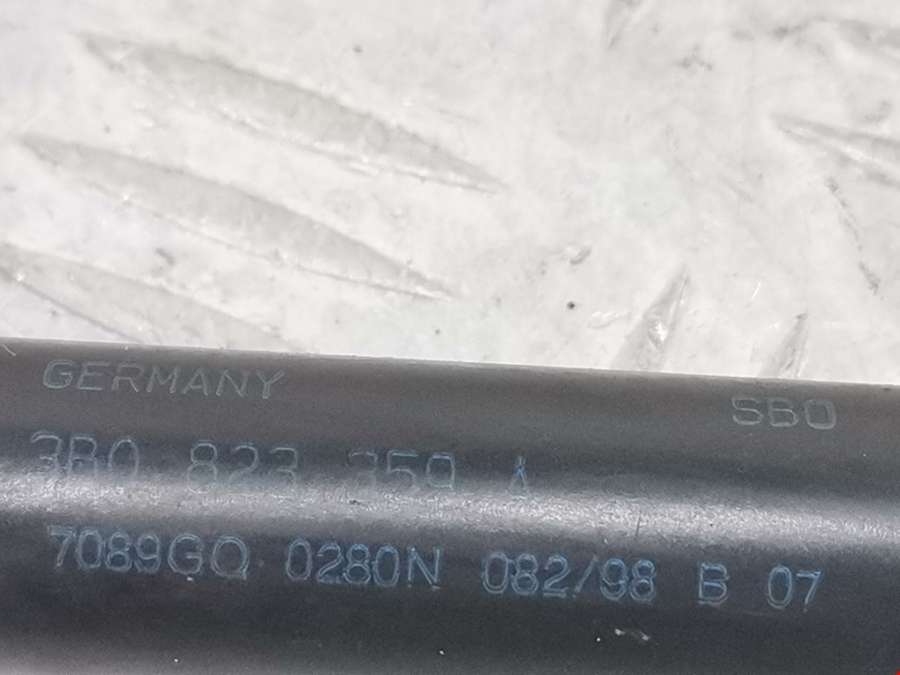 GERMANY SBO
3B0 823 359 A
7089GQ 0280N 082/98 B 07